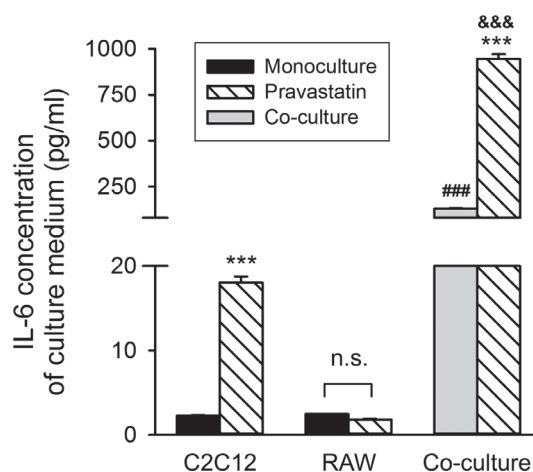 IL-6 concentration
of culture medium (pg/ml)
1000
750
500
250
20
10
0
Monoculture
Pravastatin
Co-culture
&&&
***
###
***
n.s.
C2C12
RAW
Co-culture